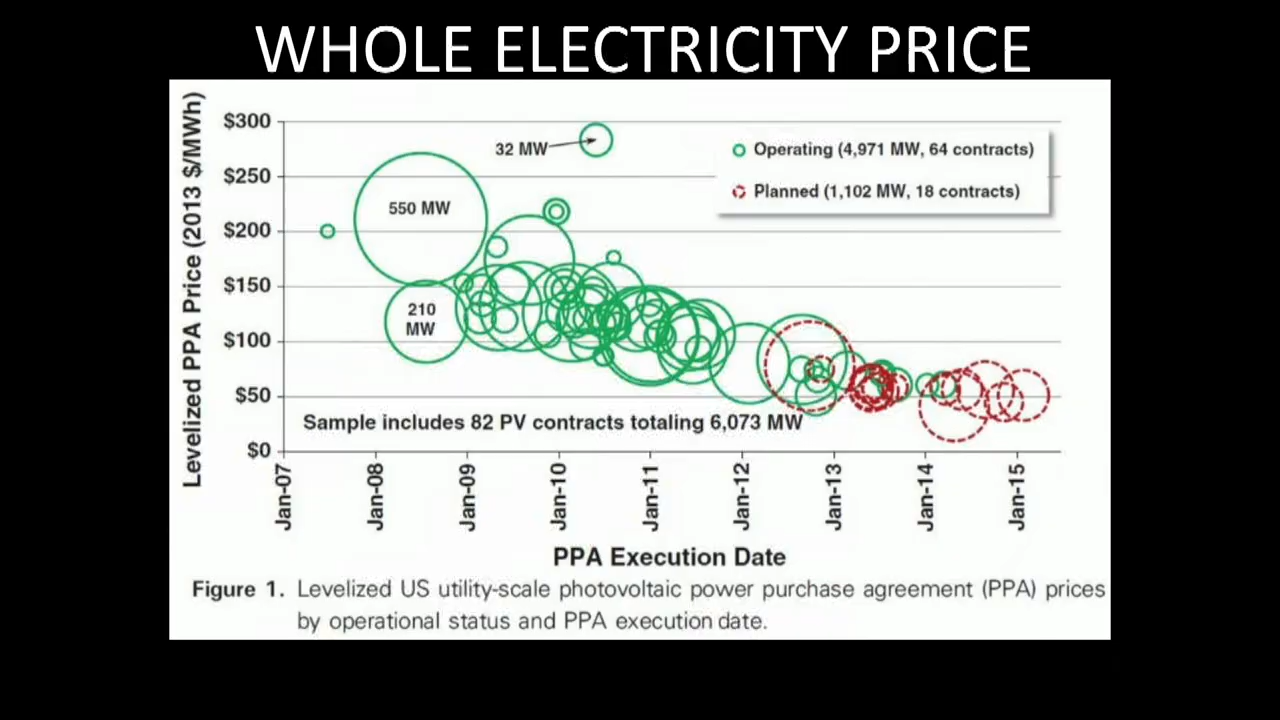 WHOLE ELECTRICITY PRICE
Levelized PPA Price (2013 $/MWh)
$300
$250
$200
$150
$100
$50
$0
32 MW
550 MW
210
MW
Operating (4,971 MW, 64 contracts)
Planned (1,102 MW, 18 contracts)
Sample includes 82 PV contracts totaling 6,073 MW
Jan-07
Jan-08
Jan-09
Jan-10
Jan-11
Jan-12
Jan-13
Jan-14
Jan-15
PPA Execution Date
Figure 1. Levelized US utility-scale photovoltaic power purchase agreement (PPA) prices
by operational status and PPA execution date.